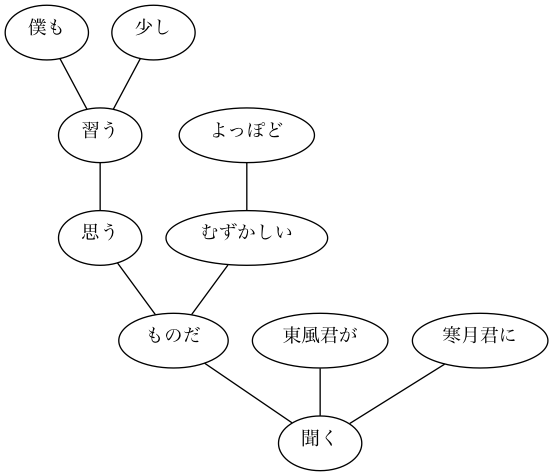 僕も
少し
習う
よっぽど
思う
むずかしい
ものだ
東風君が
寒月君に
聞く